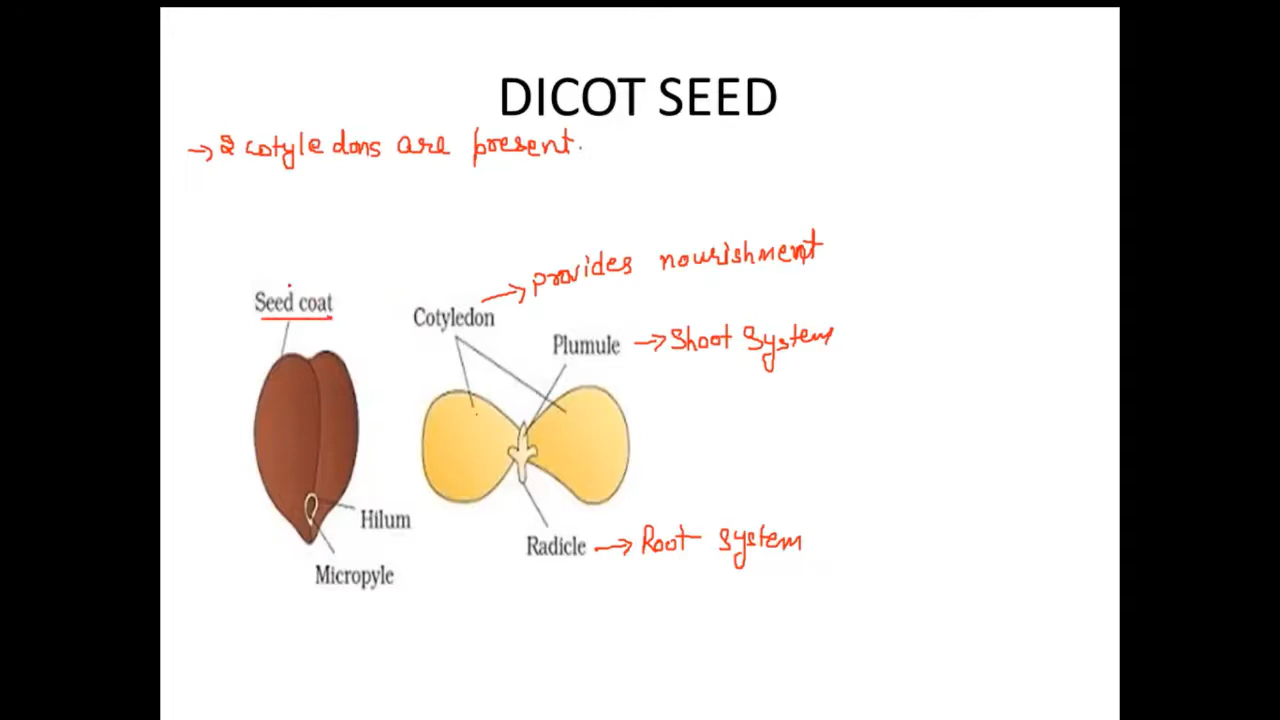 DICOT SEED
→ 2 cotyledons are present.
→ provides nourishment
Seed coat
Cotyledon
Plumule → Shoot System
Hilum
Radicle → Root System
Micropyle